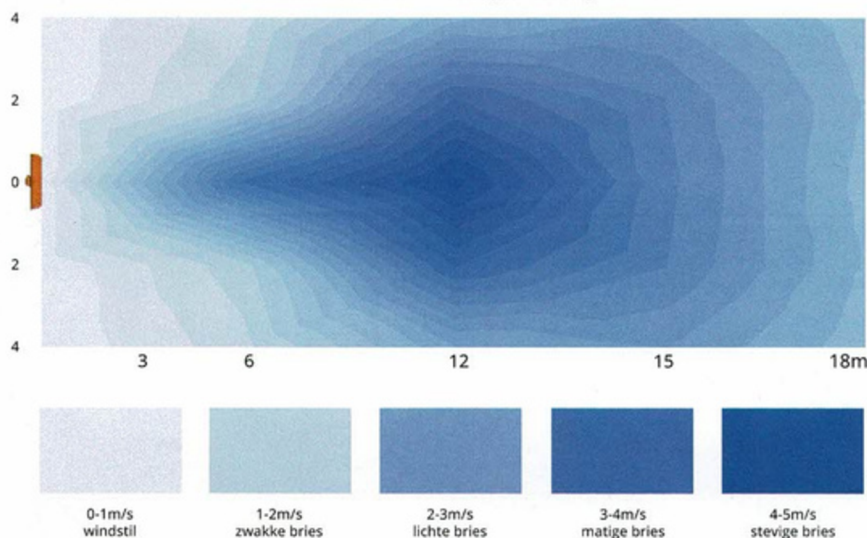 4
2
0
2
4
3 6 12 15 18m
0-1m/s 1-2m/s 2-3m/s 3-4m/s 4-5m/s
windstil zwakke bries lichte bries matige bries stevige bries